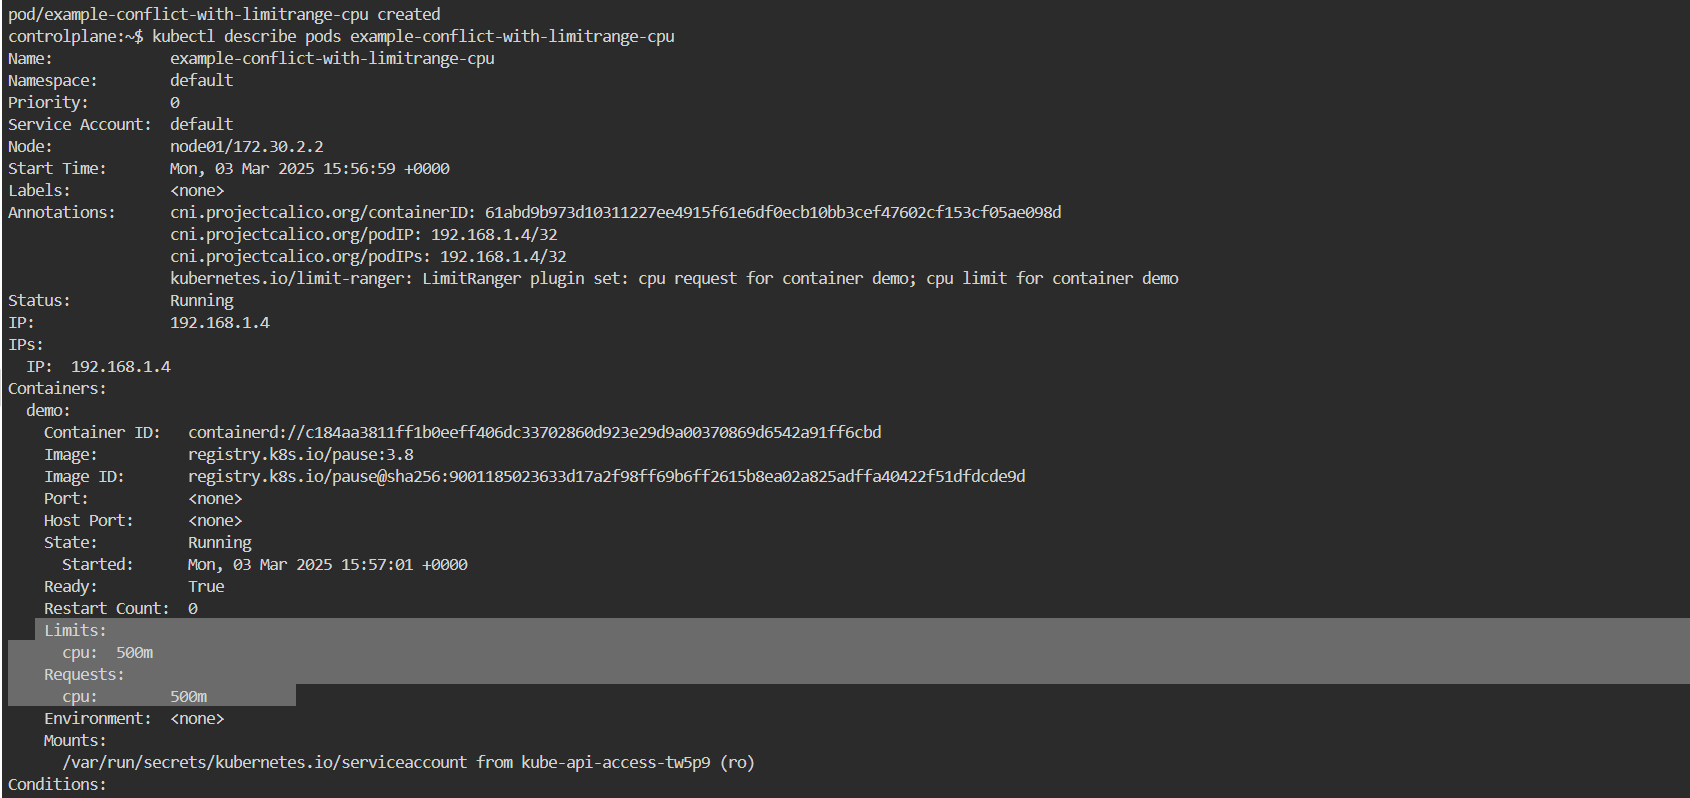 pod/example-conflict-with-limitrange-cpu created
controlplane:~$ kubectl describe pods example-conflict-with-limitrange-cpu
Name:             example-conflict-with-limitrange-cpu
Namespace:        default
Priority:         0
Service Account:  default
Node:             node01/172.30.2.2
Start Time:       Mon, 03 Mar 2025 15:56:59 +0000
Labels:           <none>
Annotations:      cni.projectcalico.org/containerID: 61abd9b973d10311227ee4915f61e6df0ecb10bb3cef47602cf153cf05ae098d
                  cni.projectcalico.org/podIP: 192.168.1.4/32
                  cni.projectcalico.org/podIPs: 192.168.1.4/32
                  kubernetes.io/limit-ranger: LimitRanger plugin set: cpu request for container demo; cpu limit for container demo
Status:           Running
IP:               192.168.1.4
IPs:
  IP:  192.168.1.4
Containers:
  demo:
    Container ID:   containerd://c184aa3811ff1b0eeff406dc33702860d923e29d9a00370869d6542a91ff6cbd
    Image:          registry.k8s.io/pause:3.8
    Image ID:       registry.k8s.io/pause@sha256:9001185023633d17a2f98ff69b6ff2615b8ea02a825adffa40422f51dfdcde9d
    Port:           <none>
    Host Port:      <none>
    State:          Running
      Started:      Mon, 03 Mar 2025 15:57:01 +0000
    Ready:          True
    Restart Count:  0
    Limits:
      cpu:  500m
    Requests:
      cpu:        500m
    Environment:  <none>
    Mounts:
      /var/run/secrets/kubernetes.io/serviceaccount from kube-api-access-tw5p9 (ro)
Conditions: